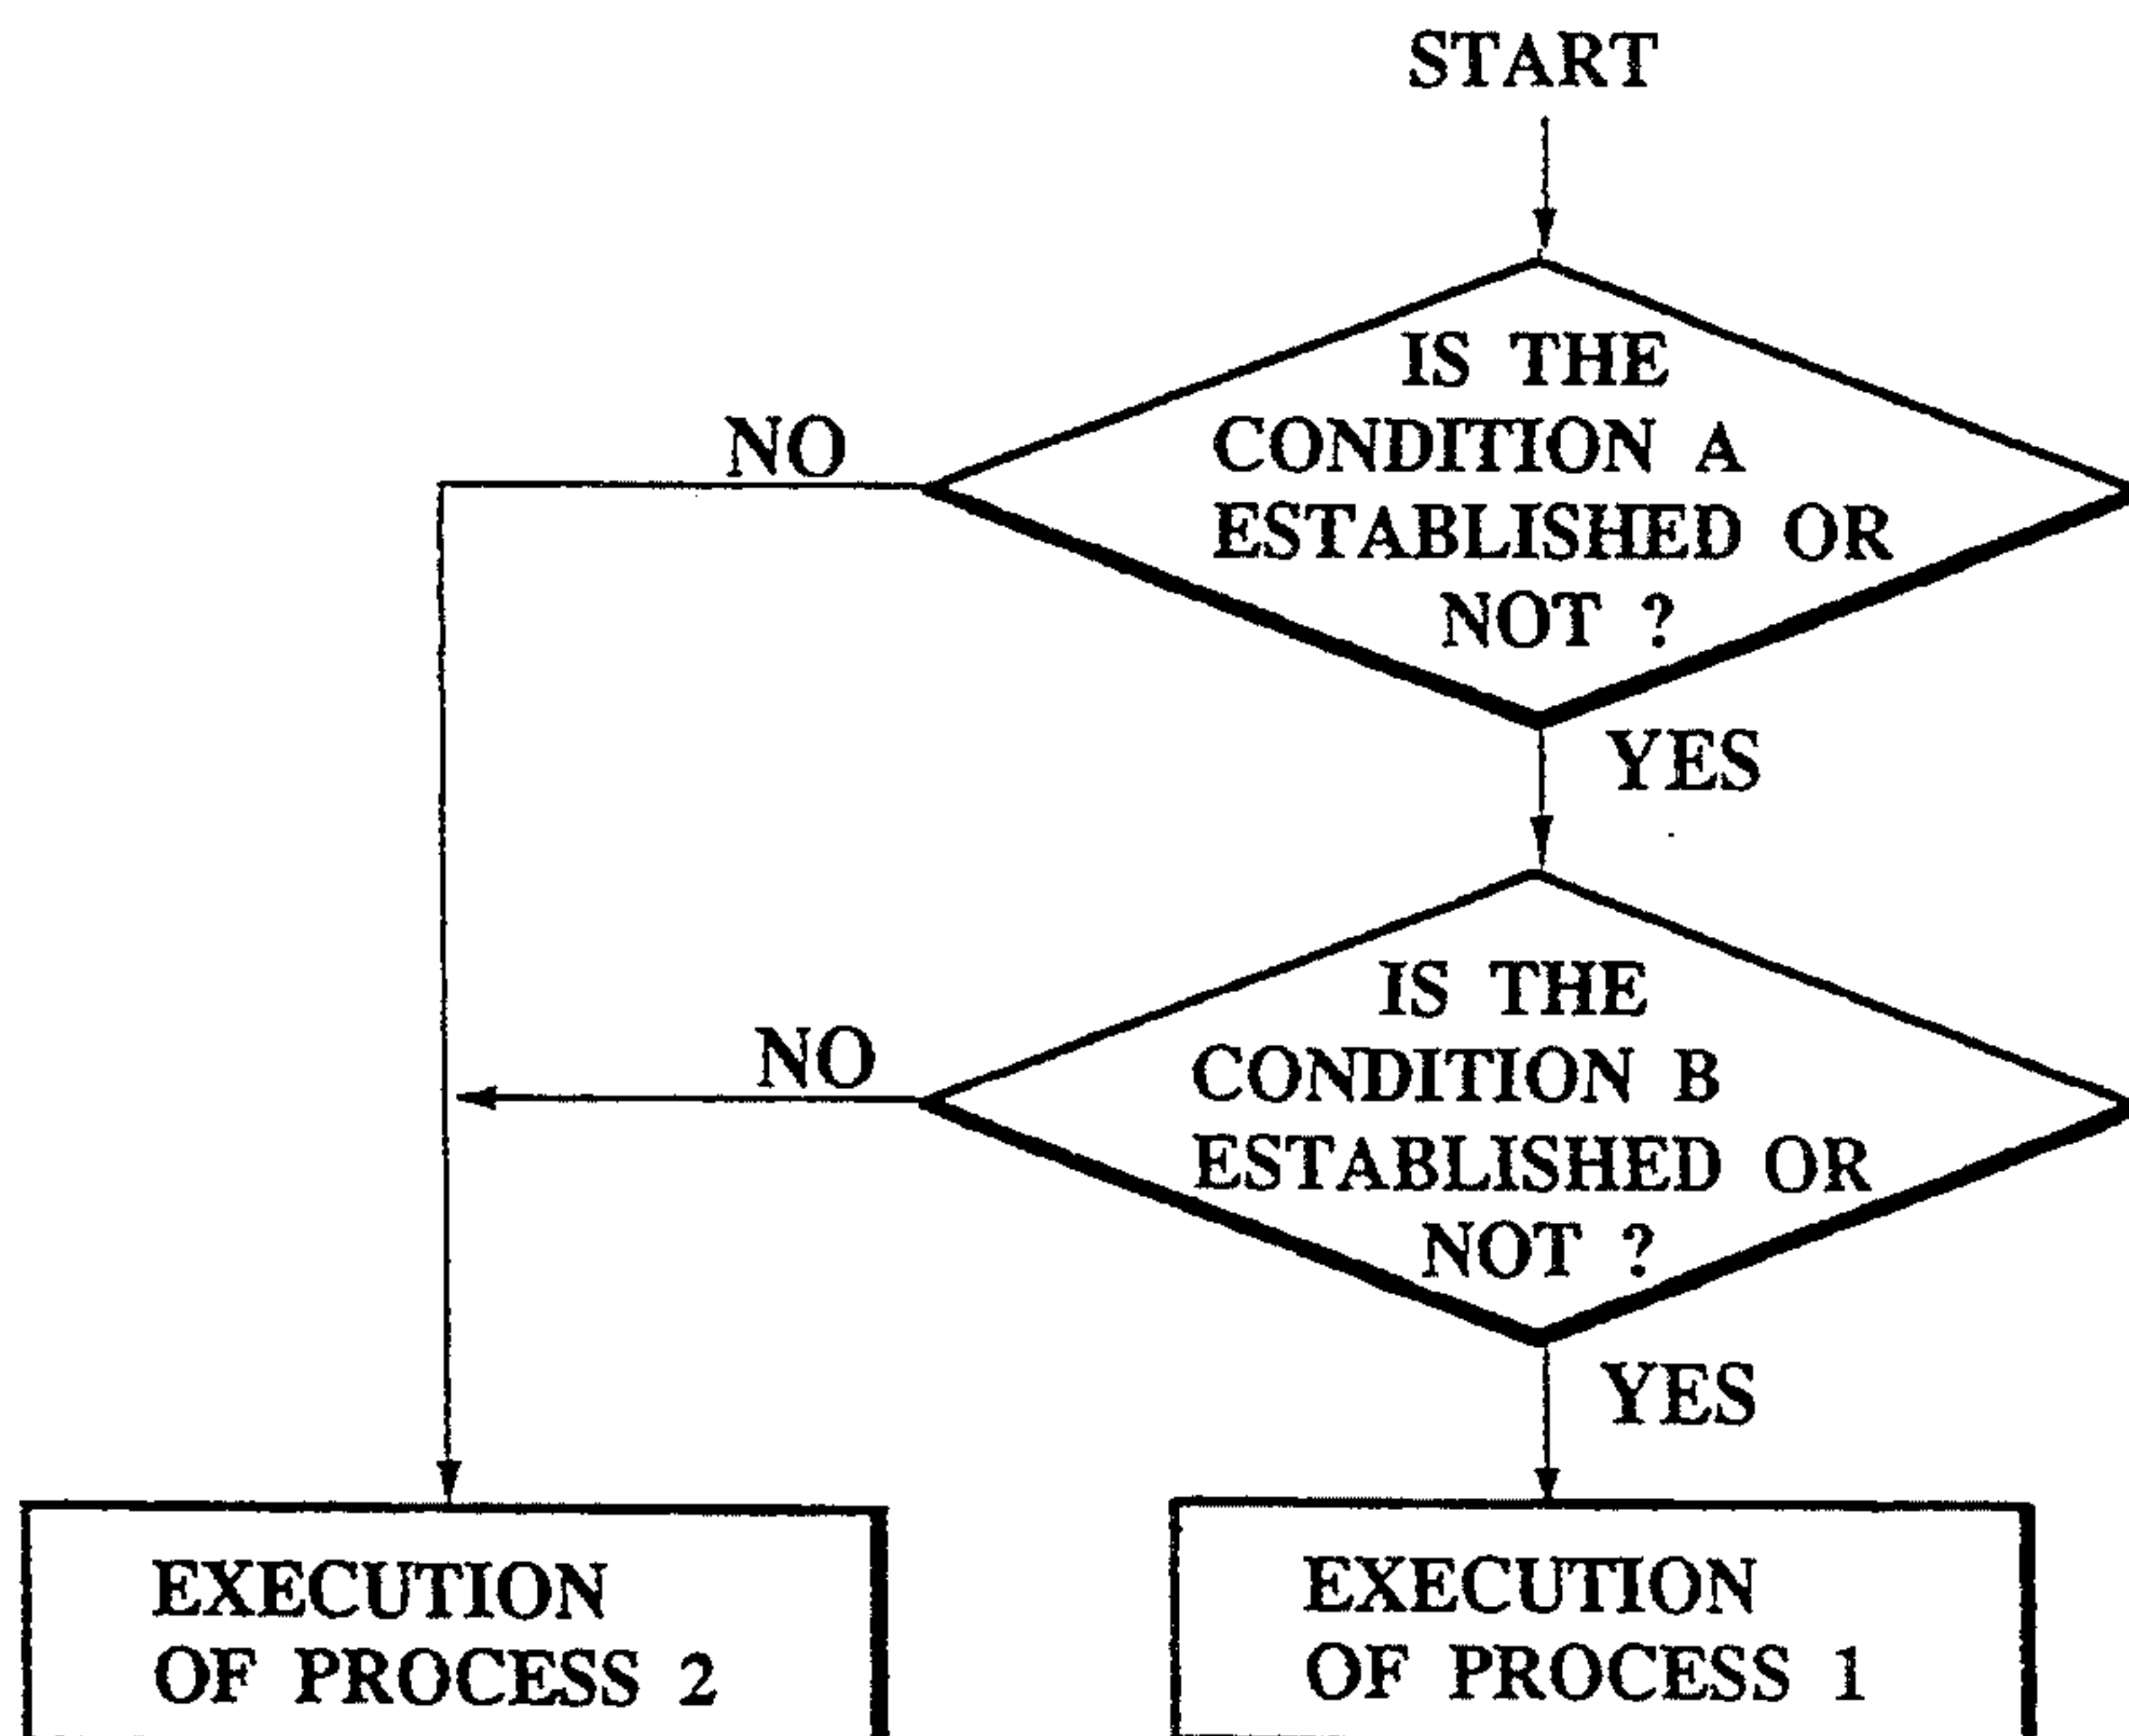 START
IS THE
CONDITION A
ESTABLISHED OR
NOT ?
NO
YES
IS THE
CONDITION B
ESTABLISHED OR
NOT ?
NO
YES
EXECUTION
OF PROCESS 2
EXECUTION
OF PROCESS 1